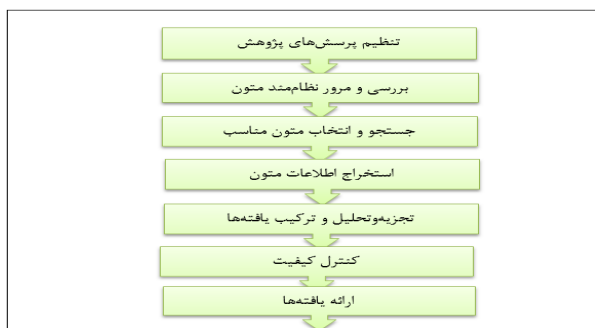 تنظیم پرسش‌های پژوهش
بررسی و مرور نظام‌مند متون
جستجو و انتخاب متون مناسب
استخراج اطلاعات متون
تجزیه‌وتحلیل و ترکیب یافته‌ها
کنترل کیفیت
ارائه یافته‌ها